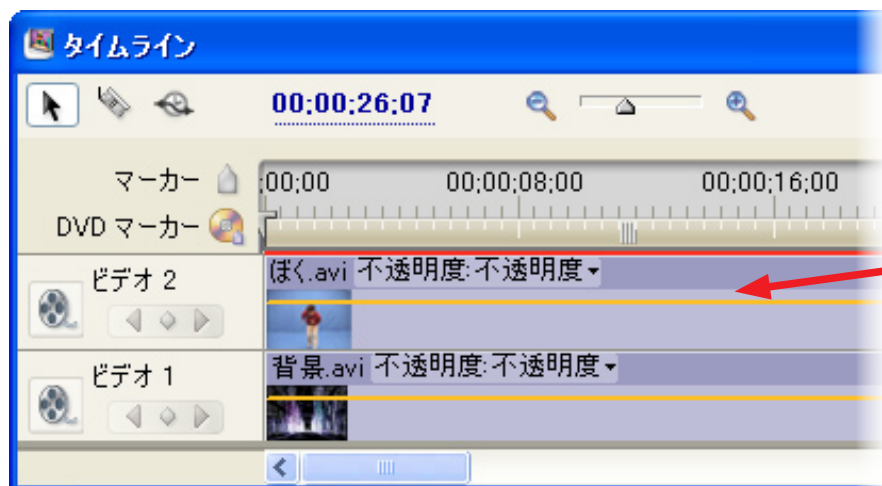 タイムライン
00;00;26;07
マーカー ;00;00 00;00;08;00 00;00;16;00
DVD マーカー
ビデオ 2
ぼく.avi 不透明度:不透明度
ビデオ 1
背景.avi 不透明度:不透明度